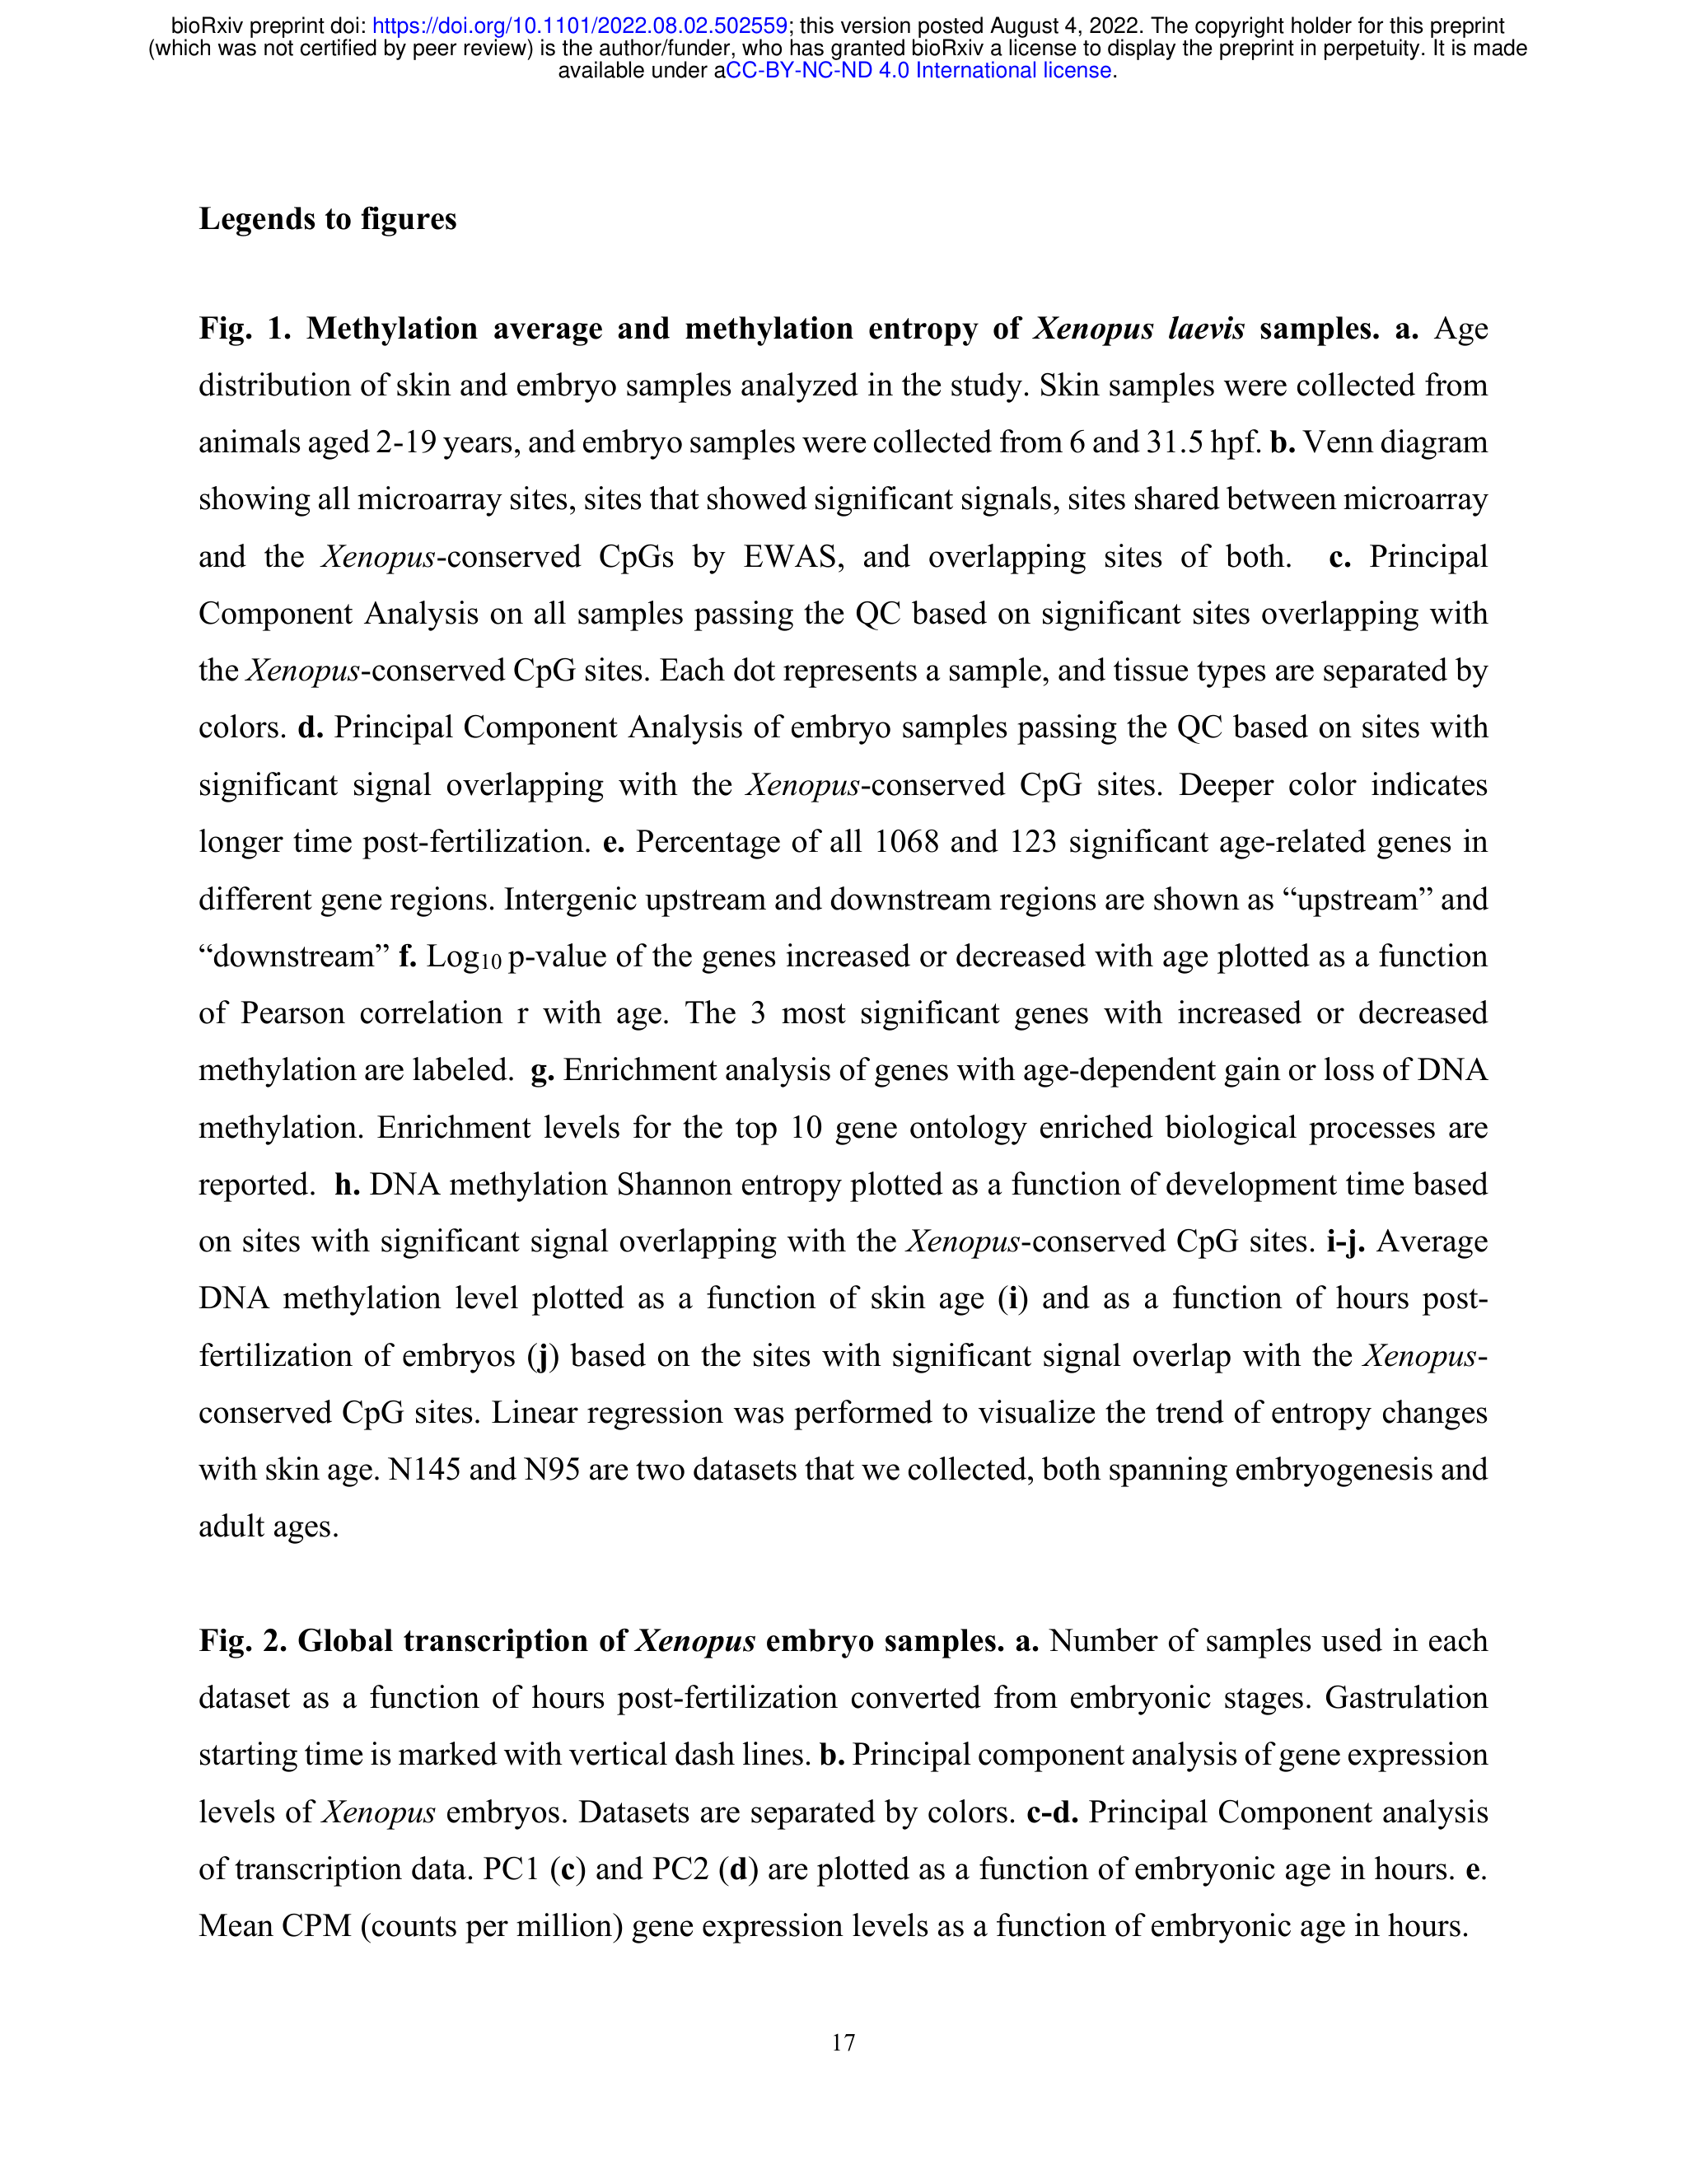 bioRxiv preprint doi: https://doi.org/10.1101/2022.08.02.502559; this version posted August 4, 2022. The copyright holder for this preprint
(which was not certified by peer review) is the author/funder, who has granted bioRxiv a license to display the preprint in perpetuity. It is made
available under aCC-BY-NC-ND 4.0 International license.
Legends to figures
Fig. 1. Methylation average and methylation entropy of Xenopus laevis samples. a. Age
distribution of skin and embryo samples analyzed in the study. Skin samples were collected from
animals aged 2-19 years, and embryo samples were collected from 6 and 31.5 hpf. b. Venn diagram
showing all microarray sites, sites that showed significant signals, sites shared between microarray
and the Xenopus-conserved CpGs by EWAS, and overlapping sites of both. c. Principal
Component Analysis on all samples passing the QC based on significant sites overlapping with
the Xenopus-conserved CpG sites. Each dot represents a sample, and tissue types are separated by
colors. d. Principal Component Analysis of embryo samples passing the QC based on sites with
significant signal overlapping with the Xenopus-conserved CpG sites. Deeper color indicates
longer time post-fertilization. e. Percentage of all 1068 and 123 significant age-related genes in
different gene regions. Intergenic upstream and downstream regions are shown as “upstream” and
“downstream” f. Log10 p-value of the genes increased or decreased with age plotted as a function
of Pearson correlation r with age. The 3 most significant genes with increased or decreased
methylation are labeled. g. Enrichment analysis of genes with age-dependent gain or loss of DNA
methylation. Enrichment levels for the top 10 gene ontology enriched biological processes are
reported. h. DNA methylation Shannon entropy plotted as a function of development time based
on sites with significant signal overlapping with the Xenopus-conserved CpG sites. i-j. Average
DNA methylation level plotted as a function of skin age (i) and as a function of hours post-
fertilization of embryos (j) based on the sites with significant signal overlap with the Xenopus-
conserved CpG sites. Linear regression was performed to visualize the trend of entropy changes
with skin age. N145 and N95 are two datasets that we collected, both spanning embryogenesis and
adult ages.
Fig. 2. Global transcription of Xenopus embryo samples. a. Number of samples used in each
dataset as a function of hours post-fertilization converted from embryonic stages. Gastrulation
starting time is marked with vertical dash lines. b. Principal component analysis of gene expression
levels of Xenopus embryos. Datasets are separated by colors. c-d. Principal Component analysis
of transcription data. PC1 (c) and PC2 (d) are plotted as a function of embryonic age in hours. e.
Mean CPM (counts per million) gene expression levels as a function of embryonic age in hours.
17